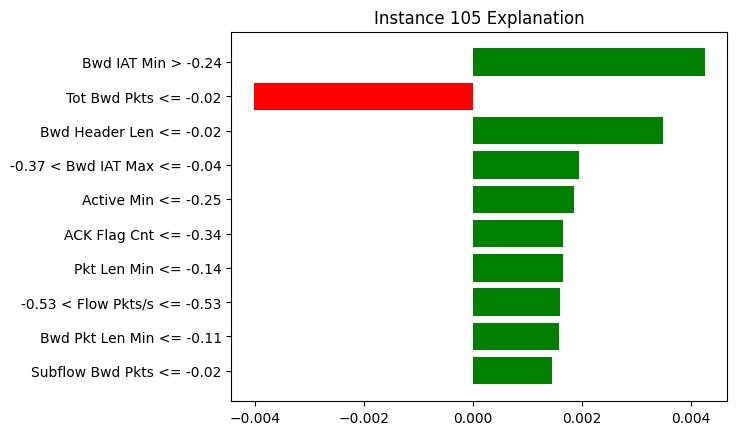 Instance 105 Explanation
Bwd IAT Min > -0.24
Tot Bwd Pkts <= -0.02
Bwd Header Len <= -0.02
-0.37 < Bwd IAT Max <= -0.04
Active Min <= -0.25
ACK Flag Cnt <= -0.34
Pkt Len Min <= -0.14
-0.53 < Flow Pkts/s <= -0.53
Bwd Pkt Len Min <= -0.11
Subflow Bwd Pkts <= -0.02
−0.004 −0.002 0.000 0.002 0.004